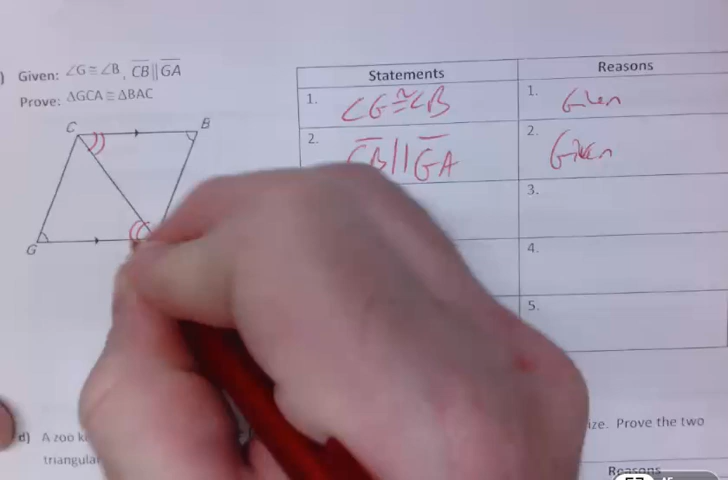 ) Given: ∠G ≅ ∠B, CB || GA
Prove: ΔGCA ≅ ΔBAC
Statements
Reasons
1. ∠G ≅ ∠B
1. Given
2. CB || GA
2. Given
3.
4.
5.
C
B
G
d) A zoo
ize. Prove the two
triangular
Reasons